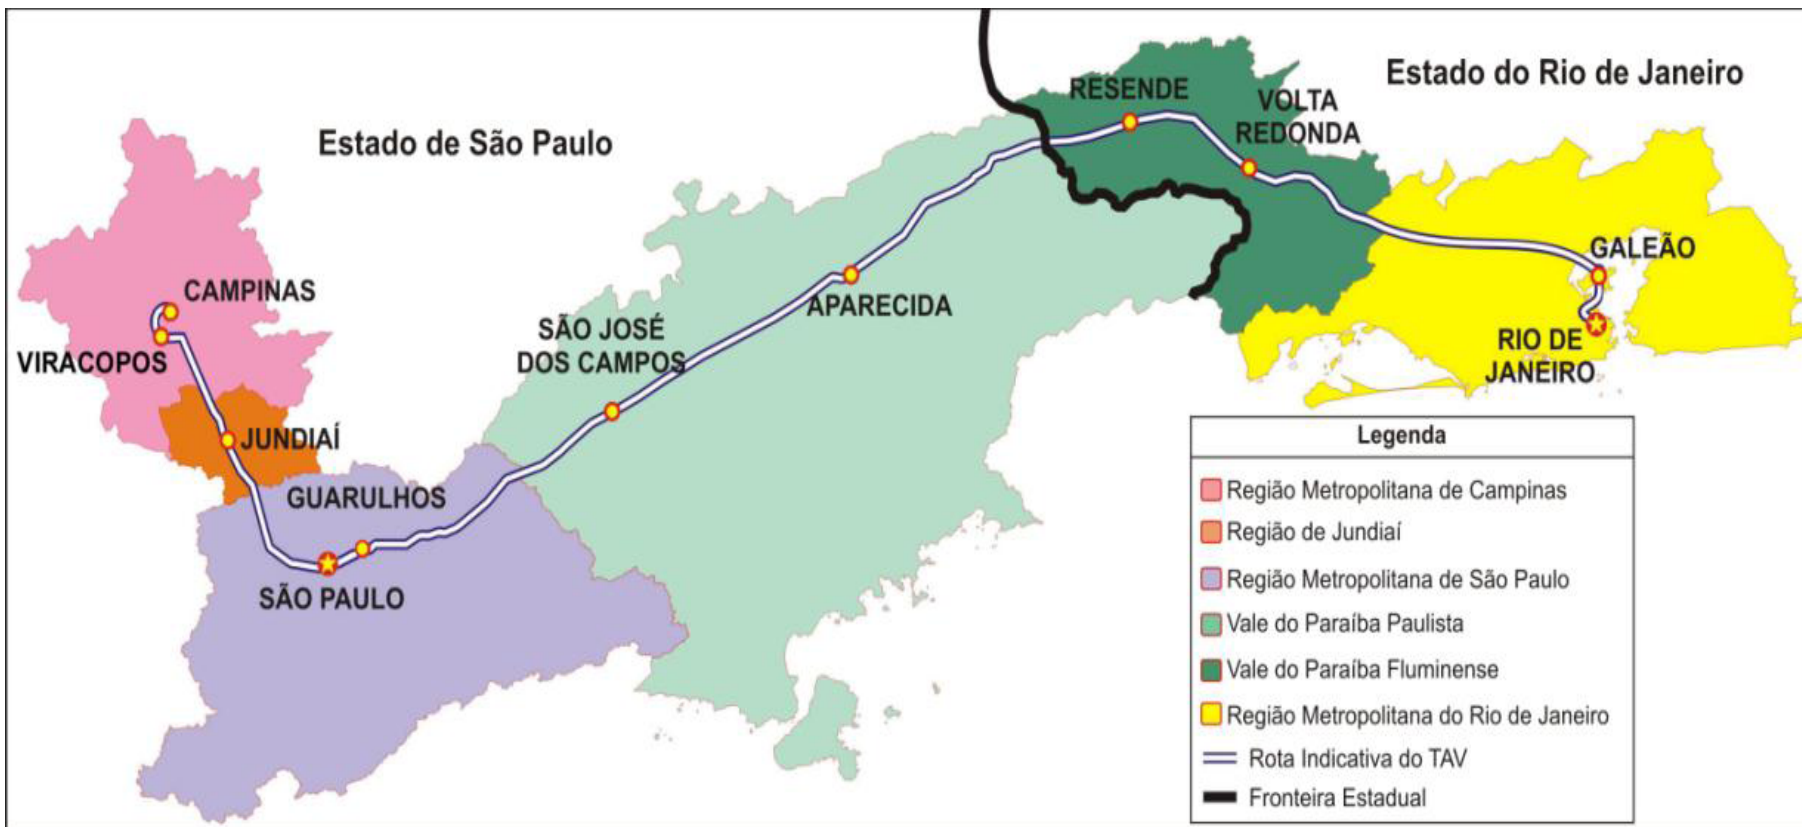 Estado de São Paulo
Estado do Rio de Janeiro
RESENDE
VOLTA
REDONDA
CAMPINAS
VIRACOPOS
JUNDIAÍ
GUARULHOS
SÃO PAULO
SÃO JOSÉ
DOS CAMPOS
APARECIDA
GALEÃO
RIO DE
JANEIRO
Legenda
Região Metropolitana de Campinas
Região de Jundiaí
Região Metropolitana de São Paulo
Vale do Paraíba Paulista
Vale do Paraíba Fluminense
Região Metropolitana do Rio de Janeiro
Rota Indicativa do TAV
Fronteira Estadual